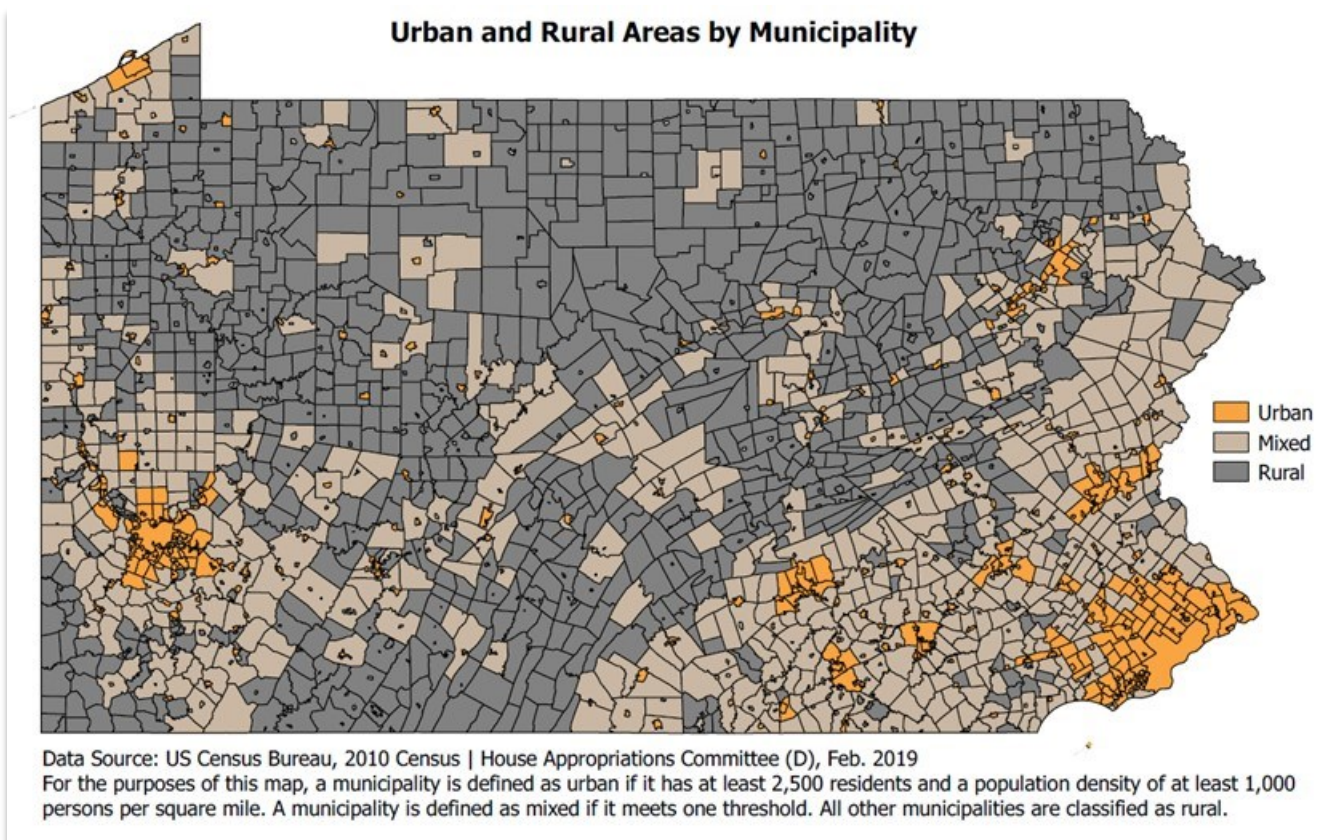 Urban and Rural Areas by Municipality
Urban
Mixed
Rural
Data Source: US Census Bureau, 2010 Census | House Appropriations Committee (D), Feb. 2019
For the purposes of this map, a municipality is defined as urban if it has at least 2,500 residents and a population density of at least 1,000
persons per square mile. A municipality is defined as mixed if it meets one threshold. All other municipalities are classified as rural.